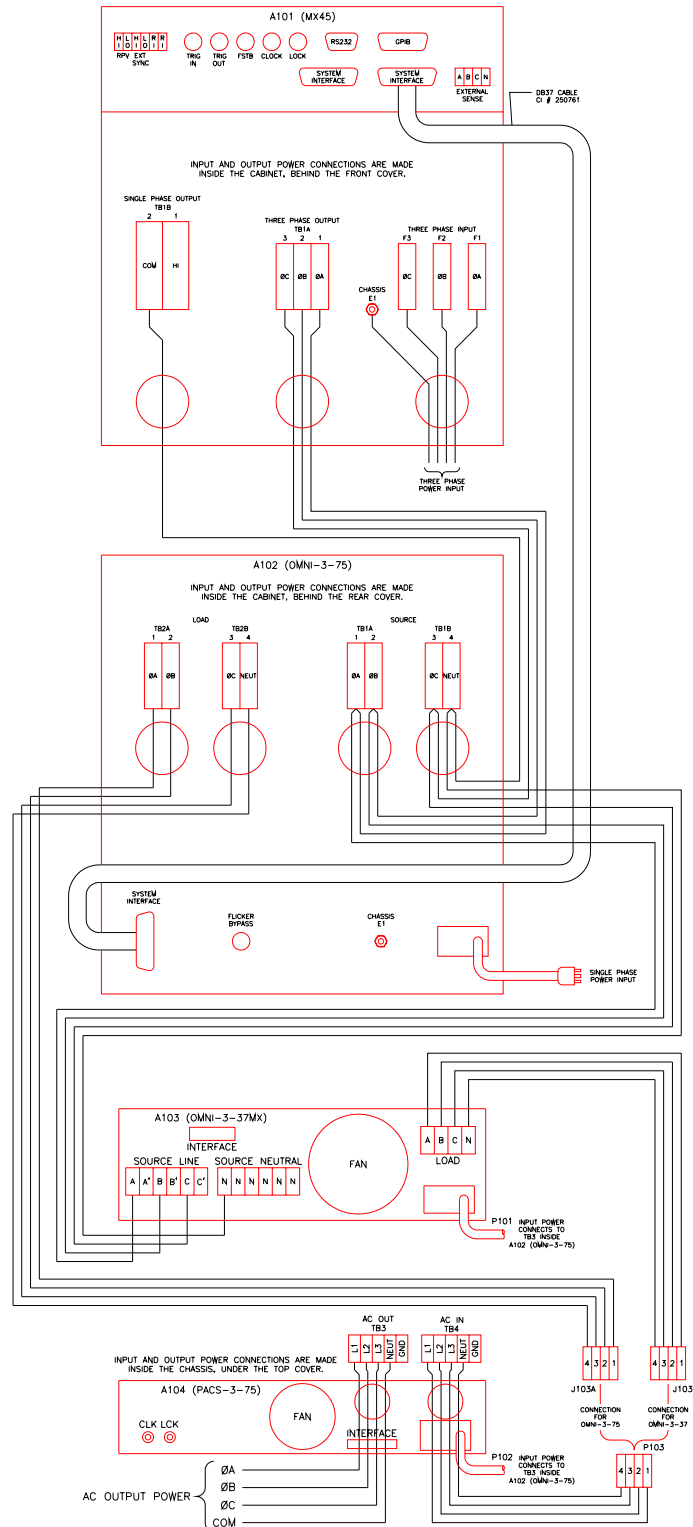 A101 (MX45)
HI LO HI LO RI RI
RPV EXT
SYNC
TRIG
IN
TRIG
OUT
FSTB
CLOCK
LOCK
RS232
GPIB
SYSTEM
INTERFACE
SYSTEM
INTERFACE
A B C N
EXTERNAL
SENSE
DB37 CABLE
CI # 250761
INPUT AND OUTPUT POWER CONNECTIONS ARE MADE
INSIDE THE CABINET, BEHIND THE FRONT COVER.
SINGLE PHASE OUTPUT
TB1B
2 1
COM HI
THREE PHASE OUTPUT
TB1A
3 2 1
ØC ØB ØA
CHASSIS
E1
THREE PHASE INPUT
F3 F2 F1
ØC ØB ØA
THREE PHASE
POWER INPUT
A102 (OMNI-3-75)
INPUT AND OUTPUT POWER CONNECTIONS ARE MADE
INSIDE THE CABINET, BEHIND THE REAR COVER.
LOAD
TB2A
1 2
ØA ØB
TB2B
3 4
ØC NEUT
SOURCE
TB1A
1 2
ØA ØB
TB1B
3 4
ØC NEUT
SYSTEM
INTERFACE
FLICKER
BYPASS
CHASSIS
E1
SINGLE PHASE
POWER INPUT
A103 (OMNI-3-37MX)
INTERFACE
SOURCE LINE
A A' B B' C C'
SOURCE NEUTRAL
N N N N N N
FAN
A B C N
LOAD
P101
INPUT POWER
CONNECTS TO
TB3 INSIDE
A102 (OMNI-3-75)
AC OUT
TB3
L1 L2 L3 NEUT GND
AC IN
TB4
L1 L2 L3 NEUT GND
INPUT AND OUTPUT POWER CONNECTIONS ARE MADE
INSIDE THE CHASSIS, UNDER THE TOP COVER.
A104 (PACS-3-75)
CLK LCK
FAN
INTERFACE
P102
INPUT POWER
CONNECTS TO
TB3 INSIDE
A102 (OMNI-3-75)
4 3 2 1
J103A
CONNECTION
FOR
OMNI-3-75
4 3 2 1
J103
CONNECTION
FOR
OMNI-3-37
P103
4 3 2 1
AC OUTPUT POWER
ØA
ØB
ØC
COM